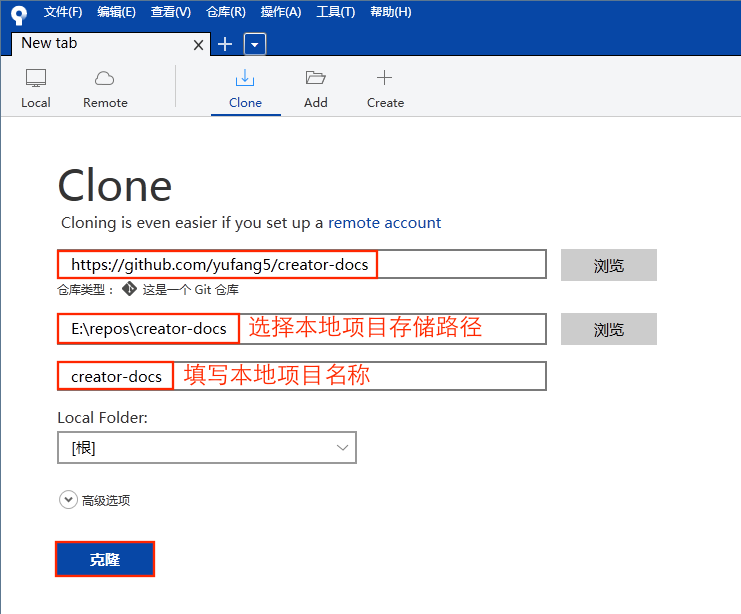 文件(F) 编辑(E) 查看(V) 仓库(R) 操作(A) 工具(T) 帮助(H)
New tab
Local Remote Clone Add Create
Clone
Cloning is even easier if you set up a remote account
https://github.com/yufang5/creator-docs 浏览
仓库类型： 这是一个 Git 仓库
E:\repos\creator-docs 选择本地项目存储路径 浏览
creator-docs 填写本地项目名称
Local Folder:
[根]
高级选项
克隆